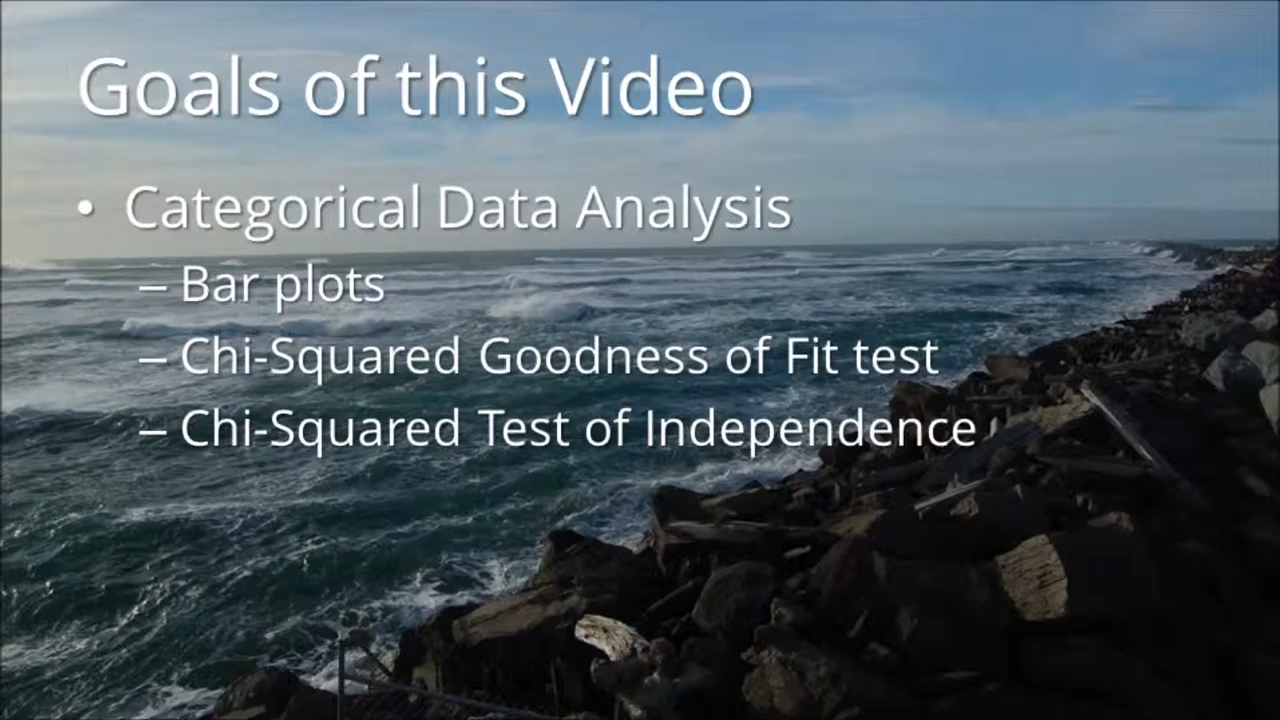 Goals of this Video
• Categorical Data Analysis
– Bar plots
– Chi-Squared Goodness of Fit test
– Chi-Squared Test of Independence